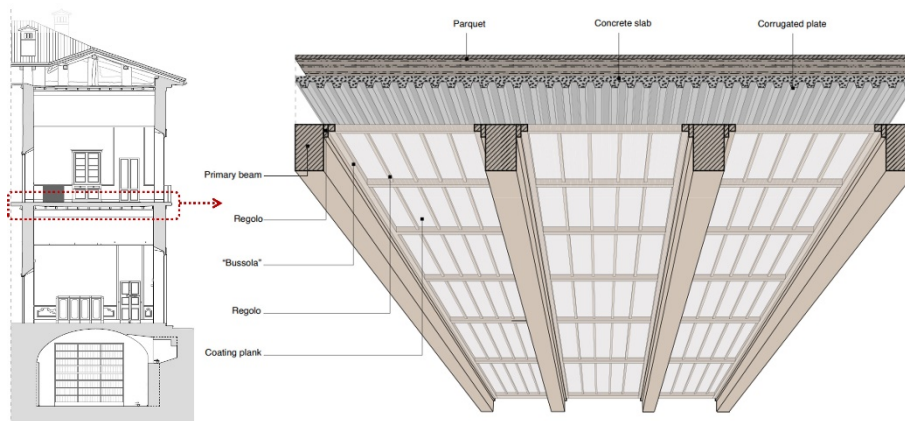 Parquet
Concrete slab
Corrugated plate
Primary beam
Regolo
“Bussola”
Regolo
Coating plank